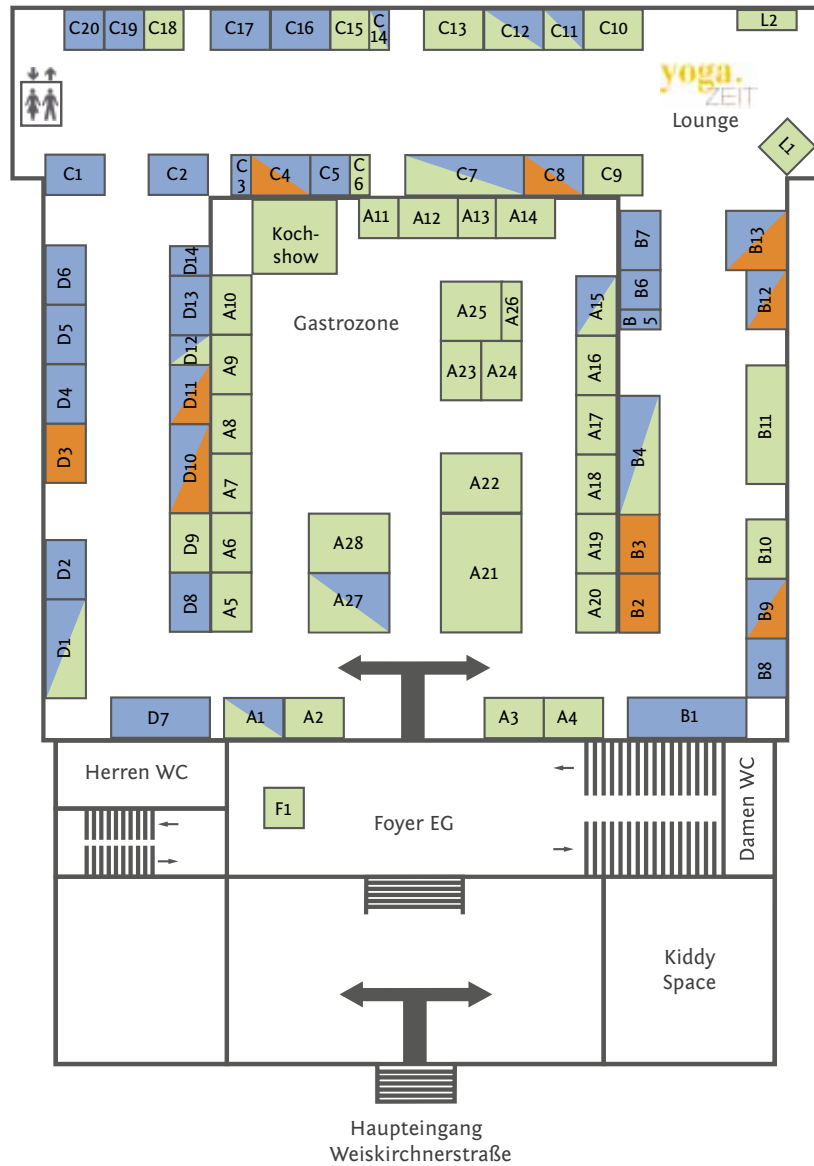 C20 C19 C18 C17 C16 C15 C 14 C13 C12 C11 C10 L2
yoga.
ZEIT
Lounge
L1
C1 C2 C 3 C4 C5 C 6 C7 C8 C9
A11 A12 A13 A14
Koch-
show
B7 B13
D6 D14 B6 B12
D13 A10 A25 A26 A15 B 5
Gastrozone
D5 D12 A9 A23 A24 A16
D4 D11 A8 A17 B11
D3 D10 A7 A22 A18 B4
D9 A6 A28 A21 A19 B3 B10
D2 D8 A5 A27 A20 B2 B9
D1 B8
D7 A1 A2 A3 A4 B1
Herren WC
F1
Foyer EG
Damen WC
Kiddy
Space
Haupteingang
Weiskirchnerstraße